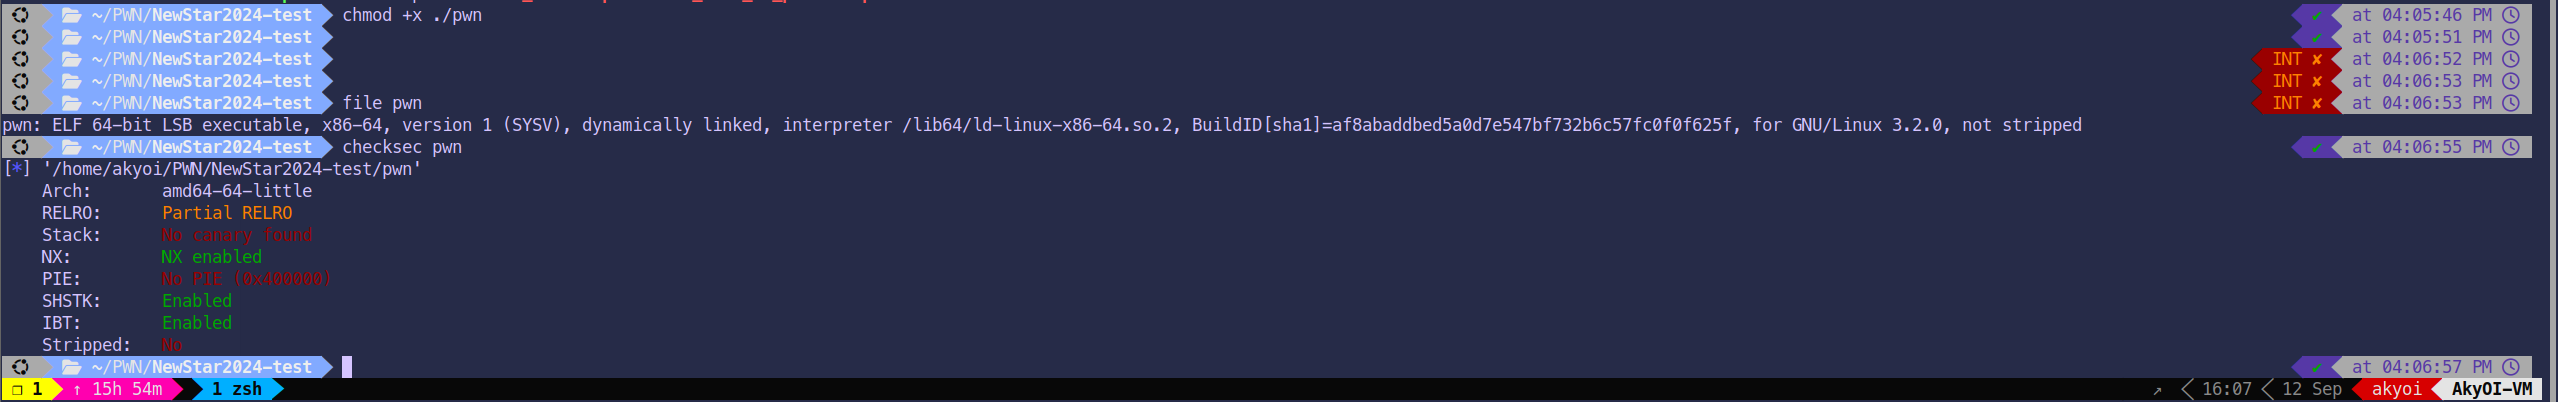 ~/PWN/NewStar2024-test chmod +x ./pwn ✔ at 04:05:46 PM
~/PWN/NewStar2024-test ✔ at 04:05:51 PM
~/PWN/NewStar2024-test INT ✘ at 04:06:52 PM
~/PWN/NewStar2024-test INT ✘ at 04:06:53 PM
~/PWN/NewStar2024-test file pwn INT ✘ at 04:06:53 PM
pwn: ELF 64-bit LSB executable, x86-64, version 1 (SYSV), dynamically linked, interpreter /lib64/ld-linux-x86-64.so.2, BuildID[sha1]=af8abaddbed5a0d7e547bf732b6c57fc0f0f625f, for GNU/Linux 3.2.0, not stripped
~/PWN/NewStar2024-test checksec pwn ✔ at 04:06:55 PM
[*] '/home/akyoi/PWN/NewStar2024-test/pwn'
Arch: amd64-64-little
RELRO: Partial RELRO
Stack: No canary found
NX: NX enabled
PIE: No PIE (0x400000)
SHSTK: Enabled
IBT: Enabled
Stripped: No
~/PWN/NewStar2024-test ✔ at 04:06:57 PM
❐ 1 ↑ 15h 54m 1 zsh ↗ 16:07 12 Sep akyoi AkyOI-VM